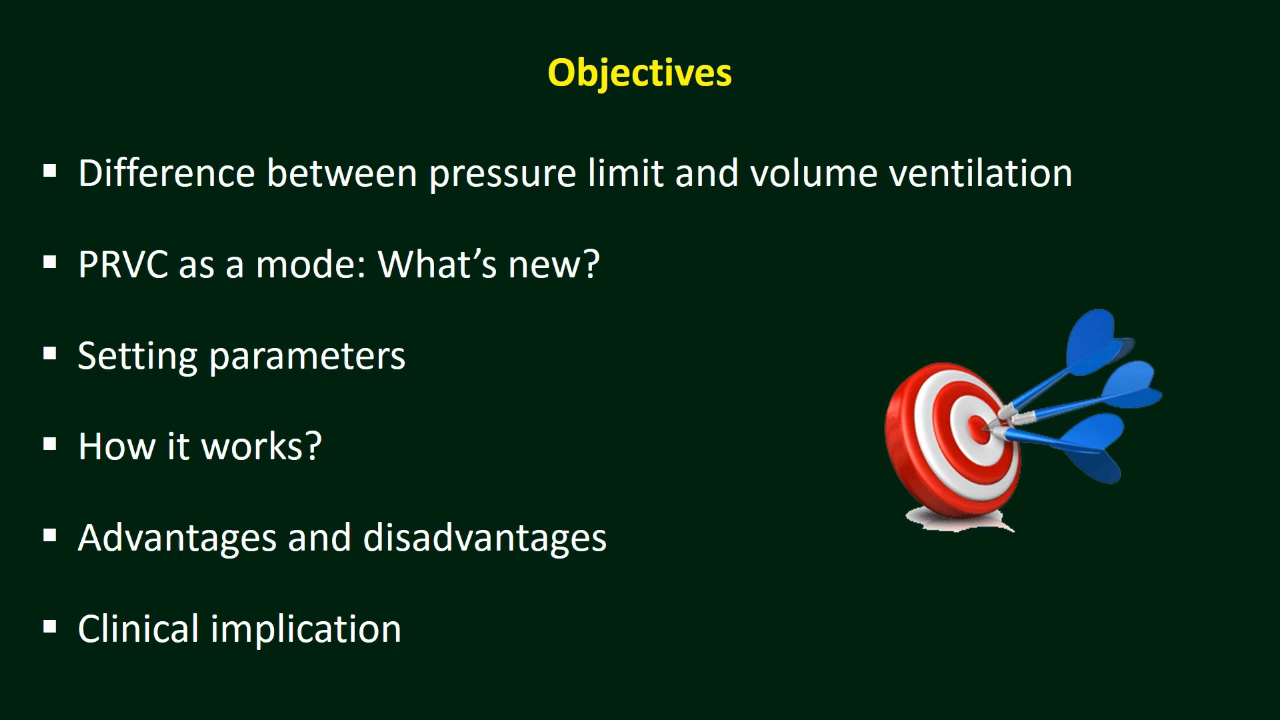 Objectives
▪ Difference between pressure limit and volume ventilation
▪ PRVC as a mode: What’s new?
▪ Setting parameters
▪ How it works?
▪ Advantages and disadvantages
▪ Clinical implication